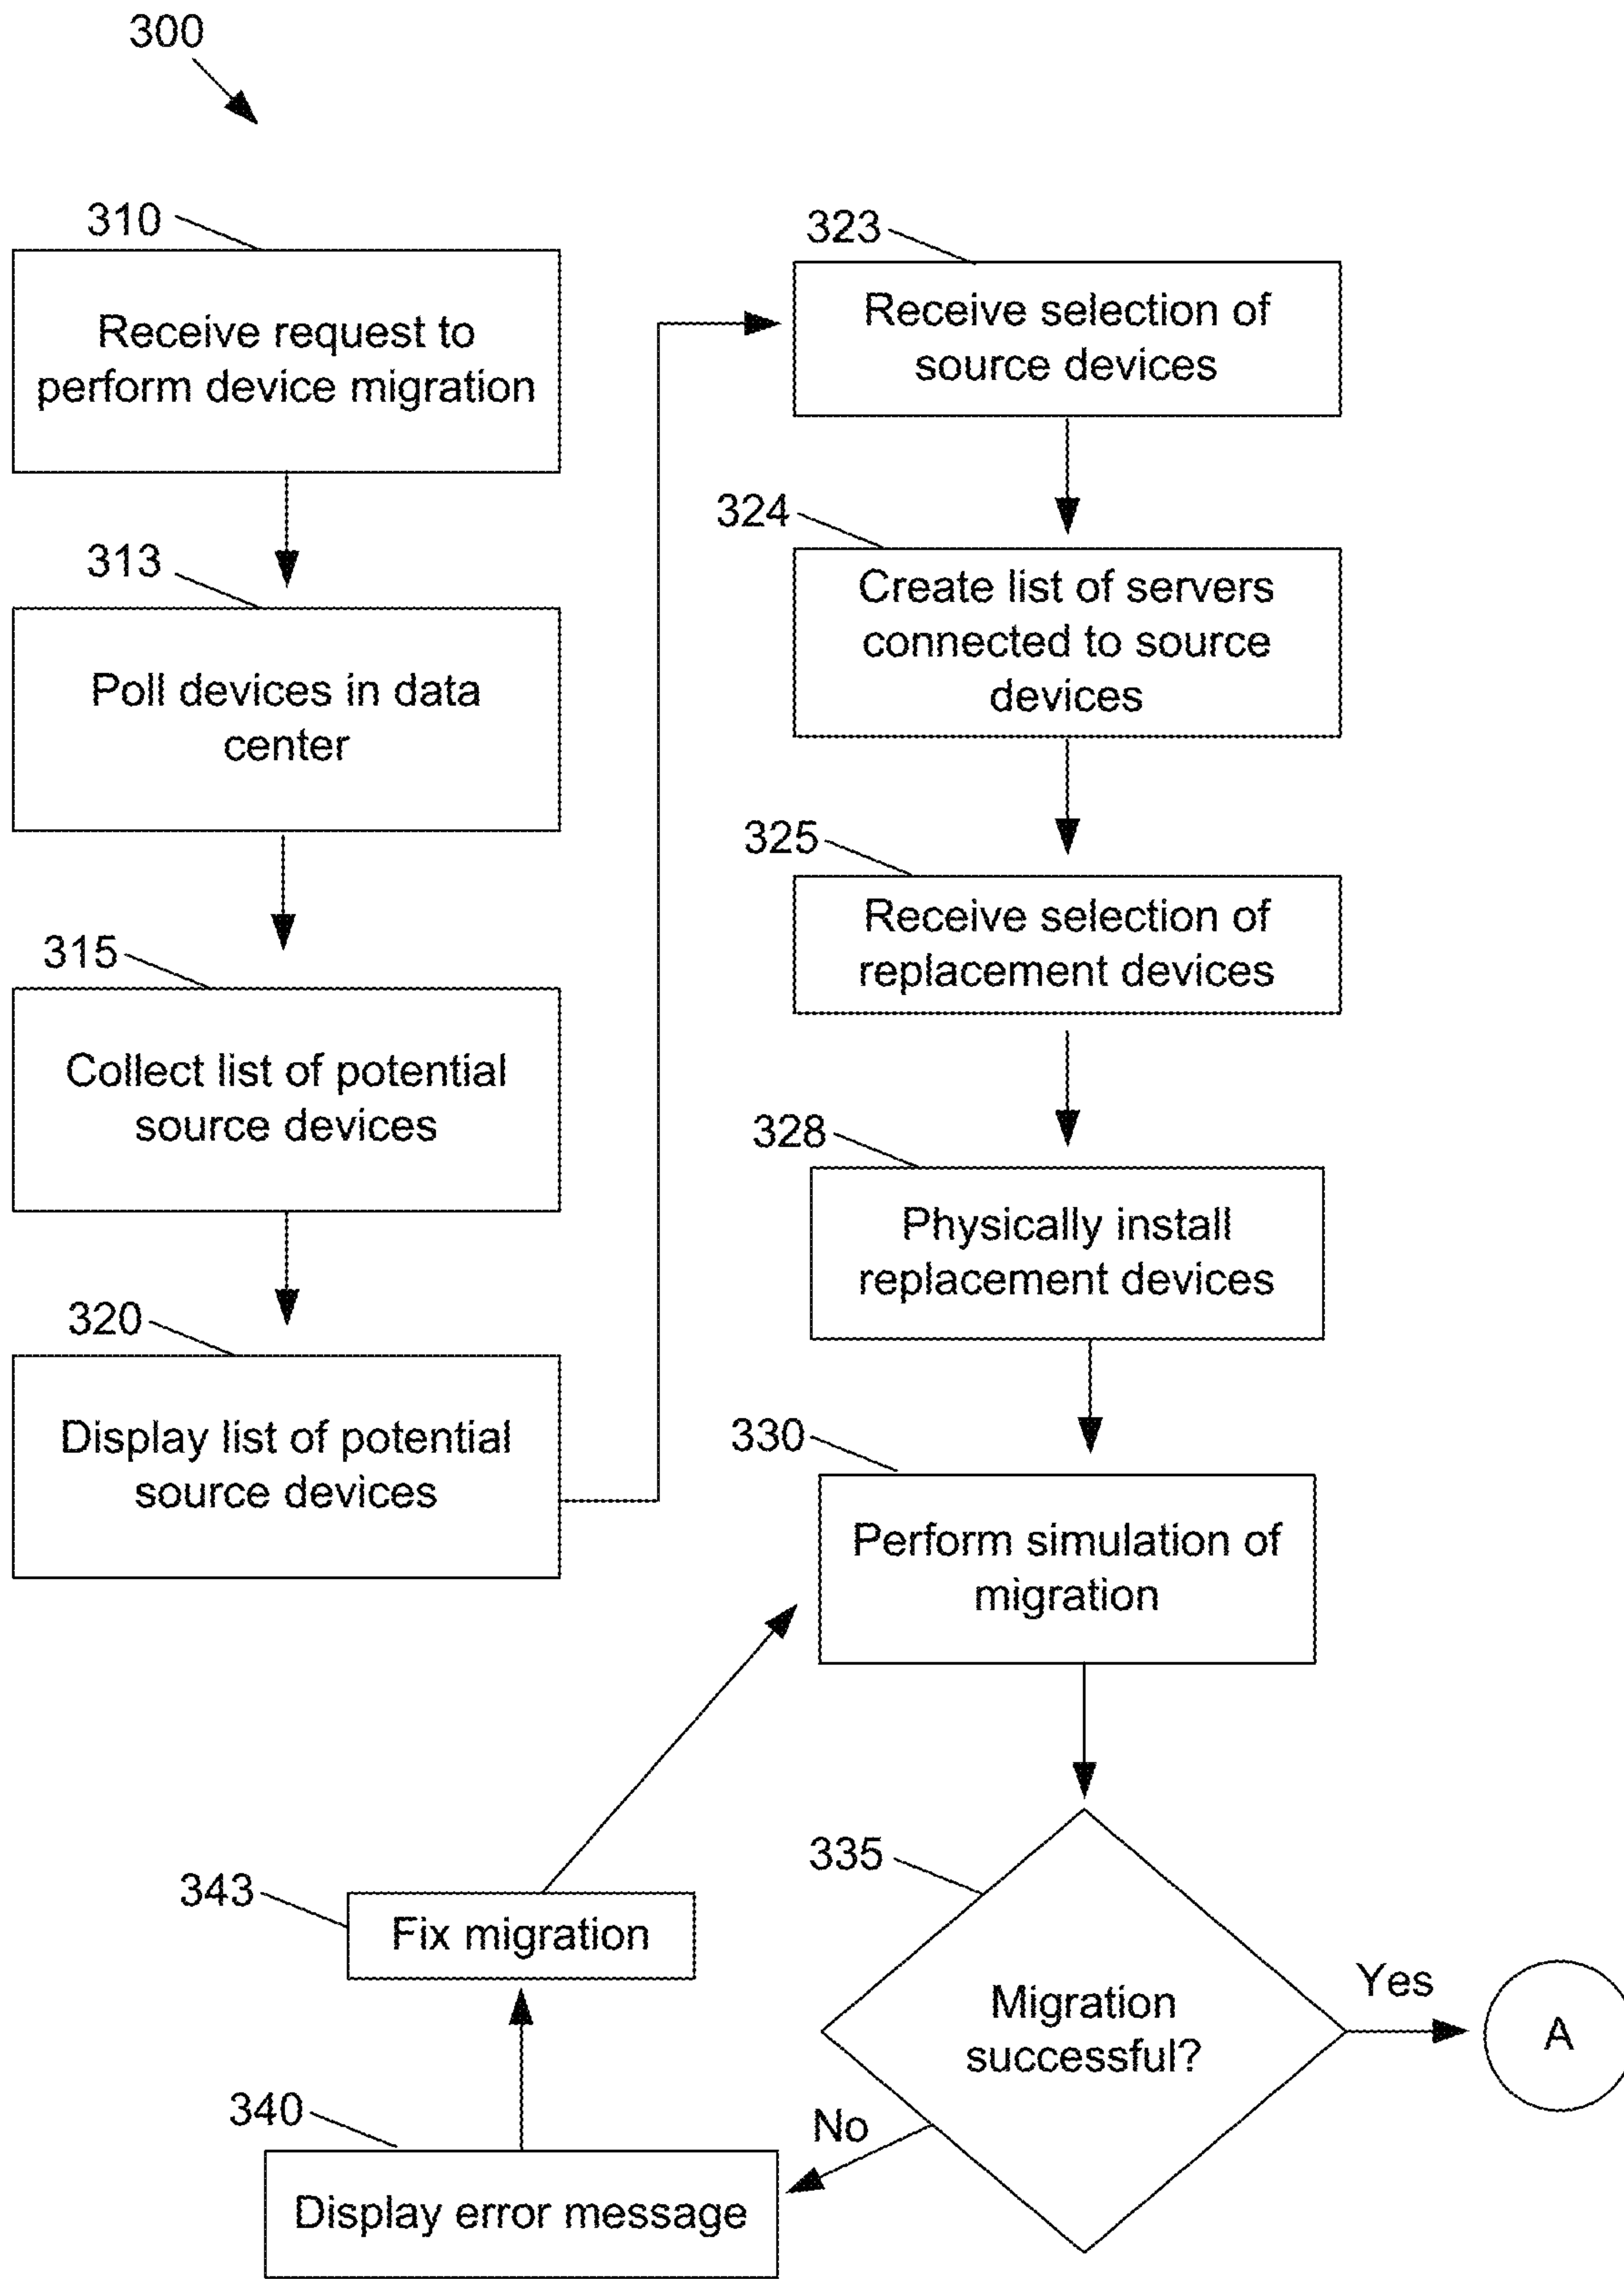 300
310
Receive request to
perform device migration
313
Poll devices in data
center
315
Collect list of potential
source devices
320
Display list of potential
source devices
323
Receive selection of
source devices
324
Create list of servers
connected to source
devices
325
Receive selection of
replacement devices
328
Physically install
replacement devices
330
Perform simulation of
migration
335
Migration
successful?
Yes
A
No
340
Display error message
343
Fix migration